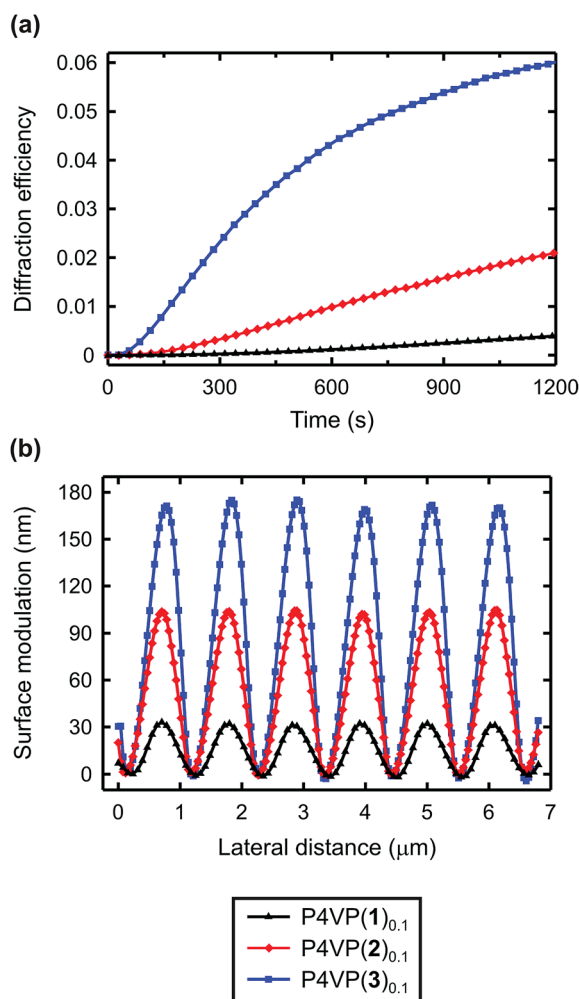 (a)
0.06
0.05
0.04
0.03
0.02
0.01
0
Diffraction efficiency
0 300 600 900 1200
Time (s)
(b)
180
150
120
90
60
30
0
Surface modulation (nm)
0 1 2 3 4 5 6 7
Lateral distance (μm)
P4VP(1)0.1
P4VP(2)0.1
P4VP(3)0.1